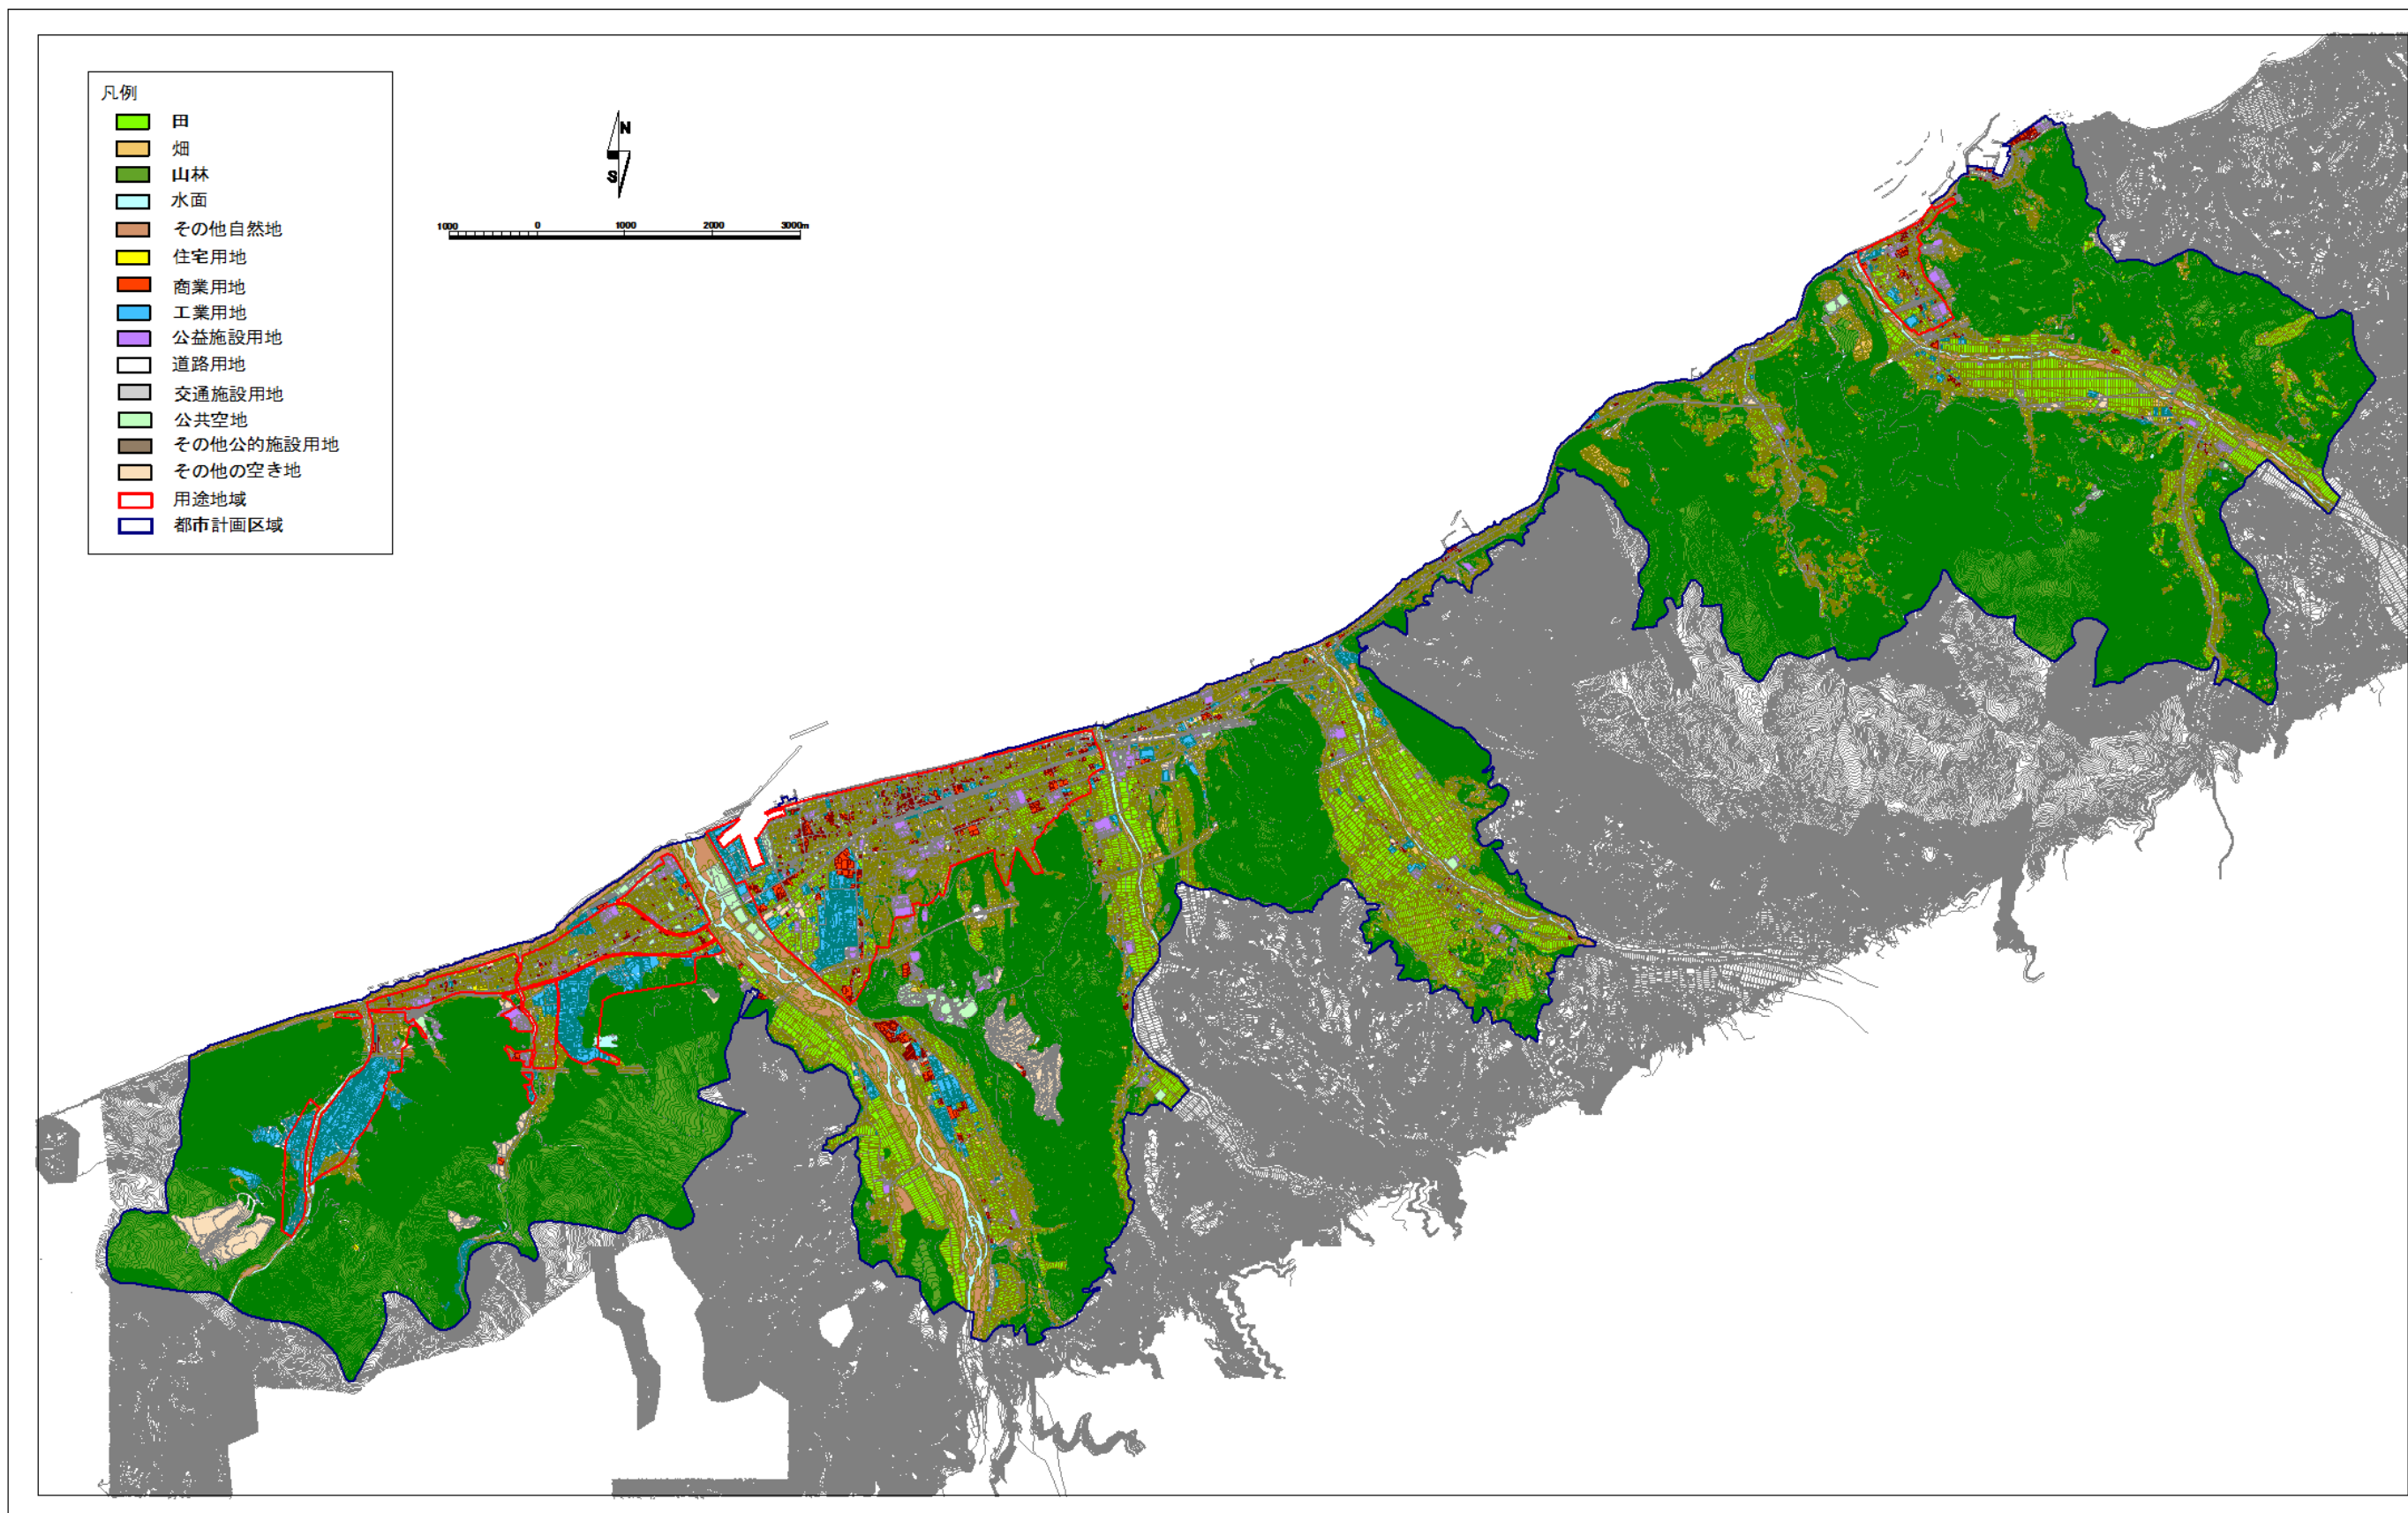 凡例
田
畑
山林
水面
その他自然地
住宅用地
商業用地
工業用地
公益施設用地
道路用地
交通施設用地
公共空地
その他公的施設用地
その他の空き地
用途地域
都市計画区域
N
S
1000 0 1000 2000 3000m